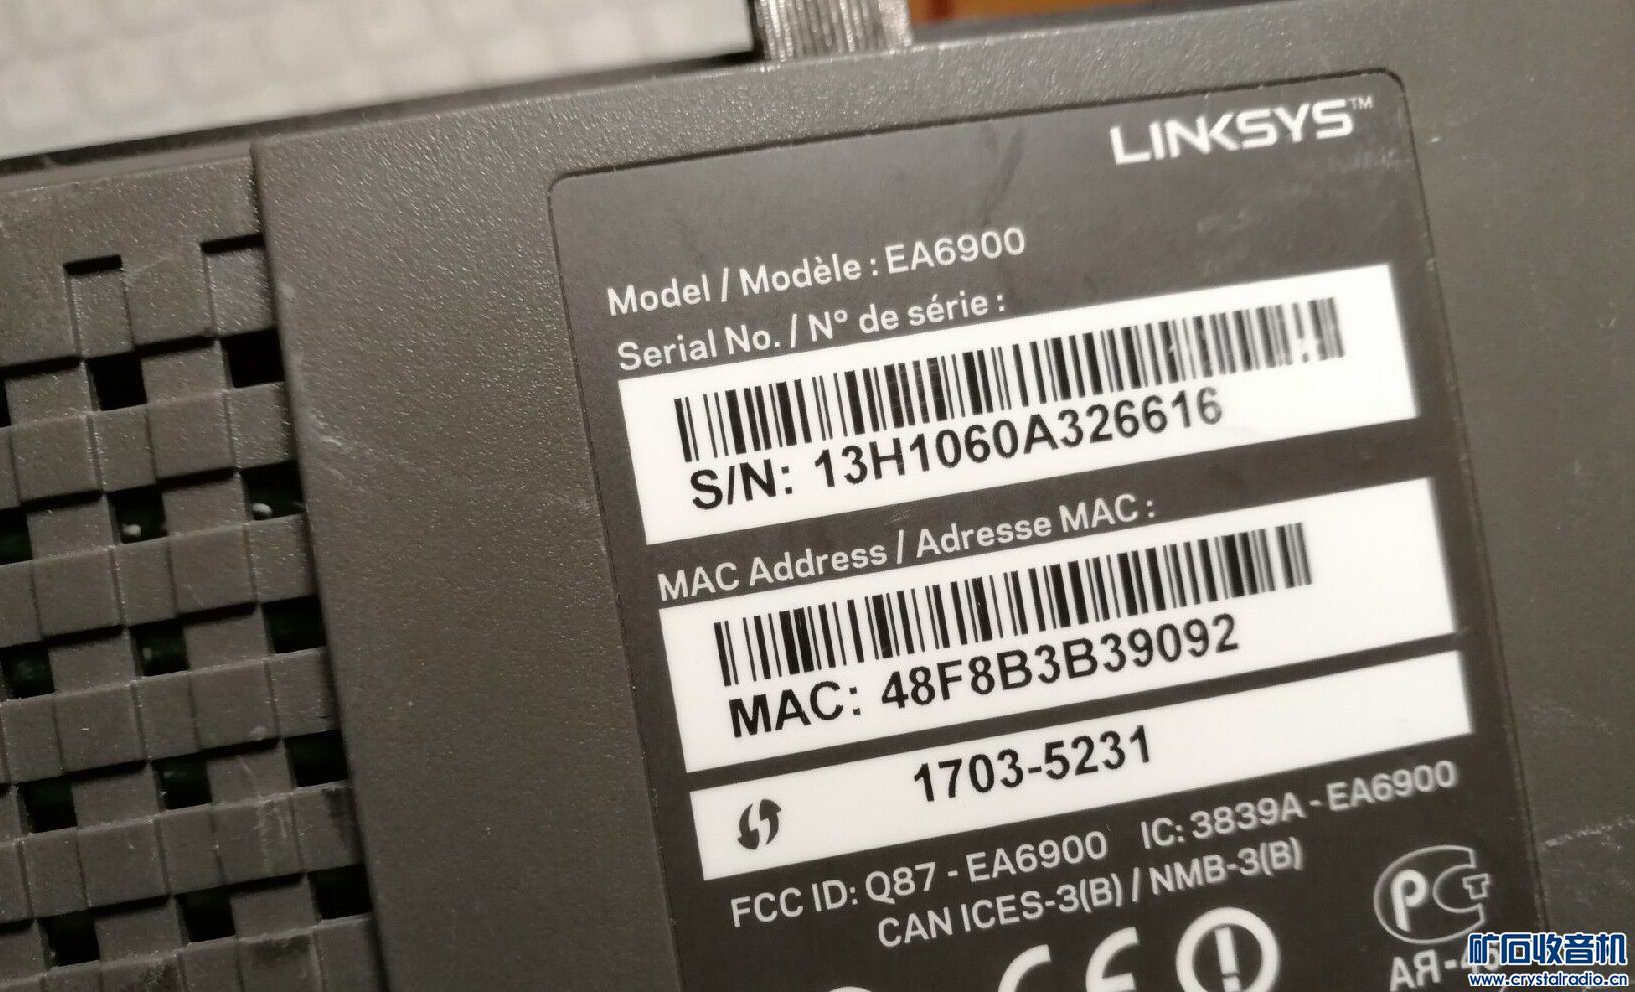 LINKSYS™
Model / Modèle : EA6900
Serial No. / N° de série :
S/N: 13H1060A326616
MAC Address / Adresse MAC :
MAC: 48F8B3B39092
1703-5231
FCC ID: Q87 - EA6900 IC: 3839A - EA6900
CAN ICES-3(B) / NMB-3(B)
CE
矿石收音机
www.crystalradio.cn